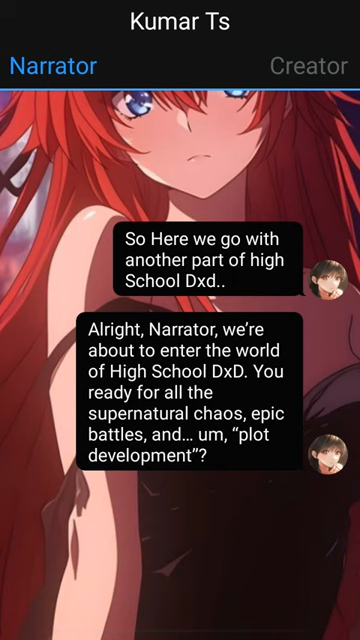 Kumar Ts
Narrator
Creator
So Here we go with
another part of high
School Dxd..
Alright, Narrator, we’re
about to enter the world
of High School DxD. You
ready for all the
supernatural chaos, epic
battles, and… um, “plot
development”?